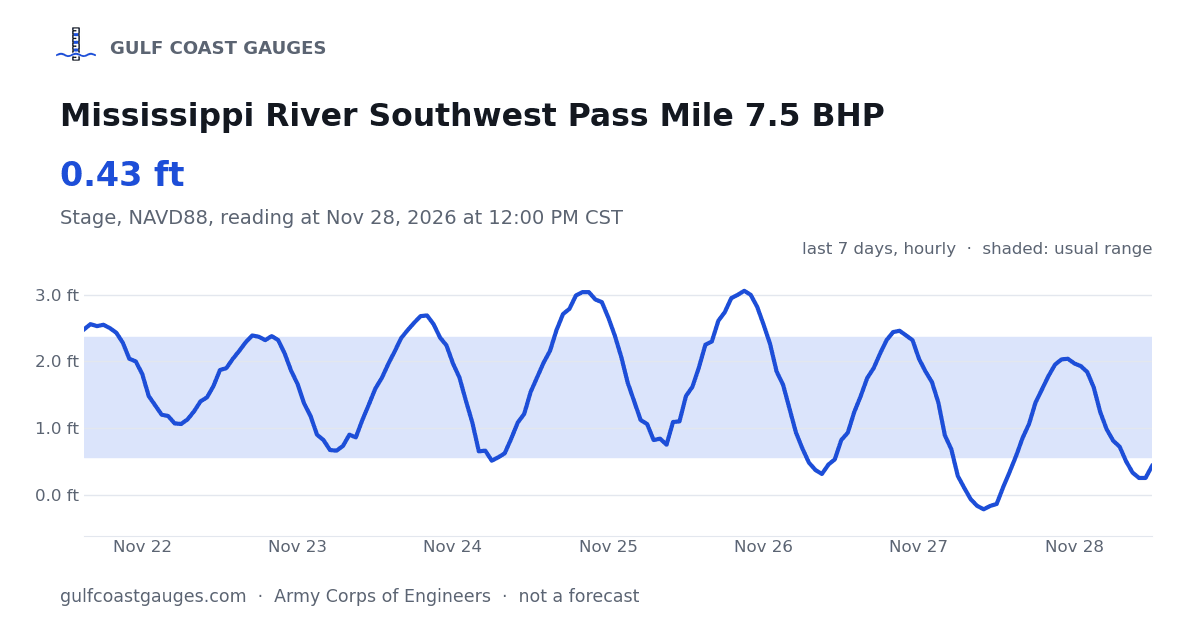 GULF COAST GAUGES
Mississippi River Southwest Pass Mile 7.5 BHP
0.43 ft
Stage, NAVD88, reading at Nov 28, 2026 at 12:00 PM CST
last 7 days, hourly · shaded: usual range
3.0 ft
2.0 ft
1.0 ft
0.0 ft
Nov 22 Nov 23 Nov 24 Nov 25 Nov 26 Nov 27 Nov 28
gulfcoastgauges.com · Army Corps of Engineers · not a forecast